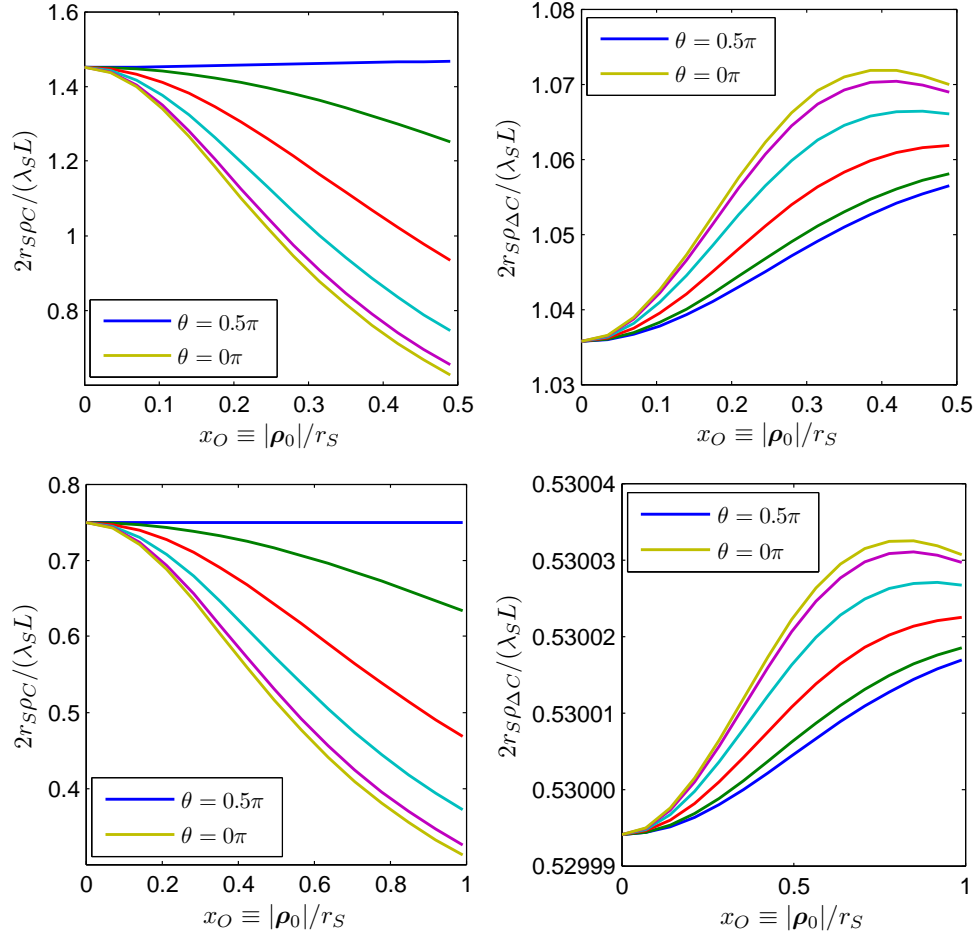 1.6
1.4
1.2
1
0.8
2r_Sρ_C/(λ_S L)
θ = 0.5π
θ = 0π
0 0.1 0.2 0.3 0.4 0.5
x_O ≡ |ρ_0|/r_S
1.08
1.07
1.06
1.05
1.04
1.03
2r_Sρ_{ΔC}/(λ_S L)
θ = 0.5π
θ = 0π
0 0.1 0.2 0.3 0.4 0.5
x_O ≡ |ρ_0|/r_S
0.8
0.7
0.6
0.5
0.4
2r_Sρ_C/(λ_S L)
θ = 0.5π
θ = 0π
0 0.2 0.4 0.6 0.8 1
x_O ≡ |ρ_0|/r_S
0.53004
0.53003
0.53002
0.53001
0.53000
0.52999
2r_Sρ_{ΔC}/(λ_S L)
θ = 0.5π
θ = 0π
0 0.5 1
x_O ≡ |ρ_0|/r_S